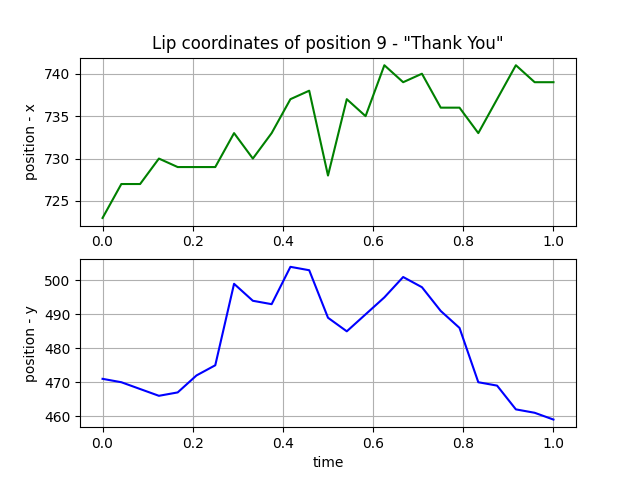 Lip coordinates of position 9 - "Thank You"
740
735
730
725
position - x
0.0 0.2 0.4 0.6 0.8 1.0
500
490
480
470
460
position - y
0.0 0.2 0.4 0.6 0.8 1.0
time